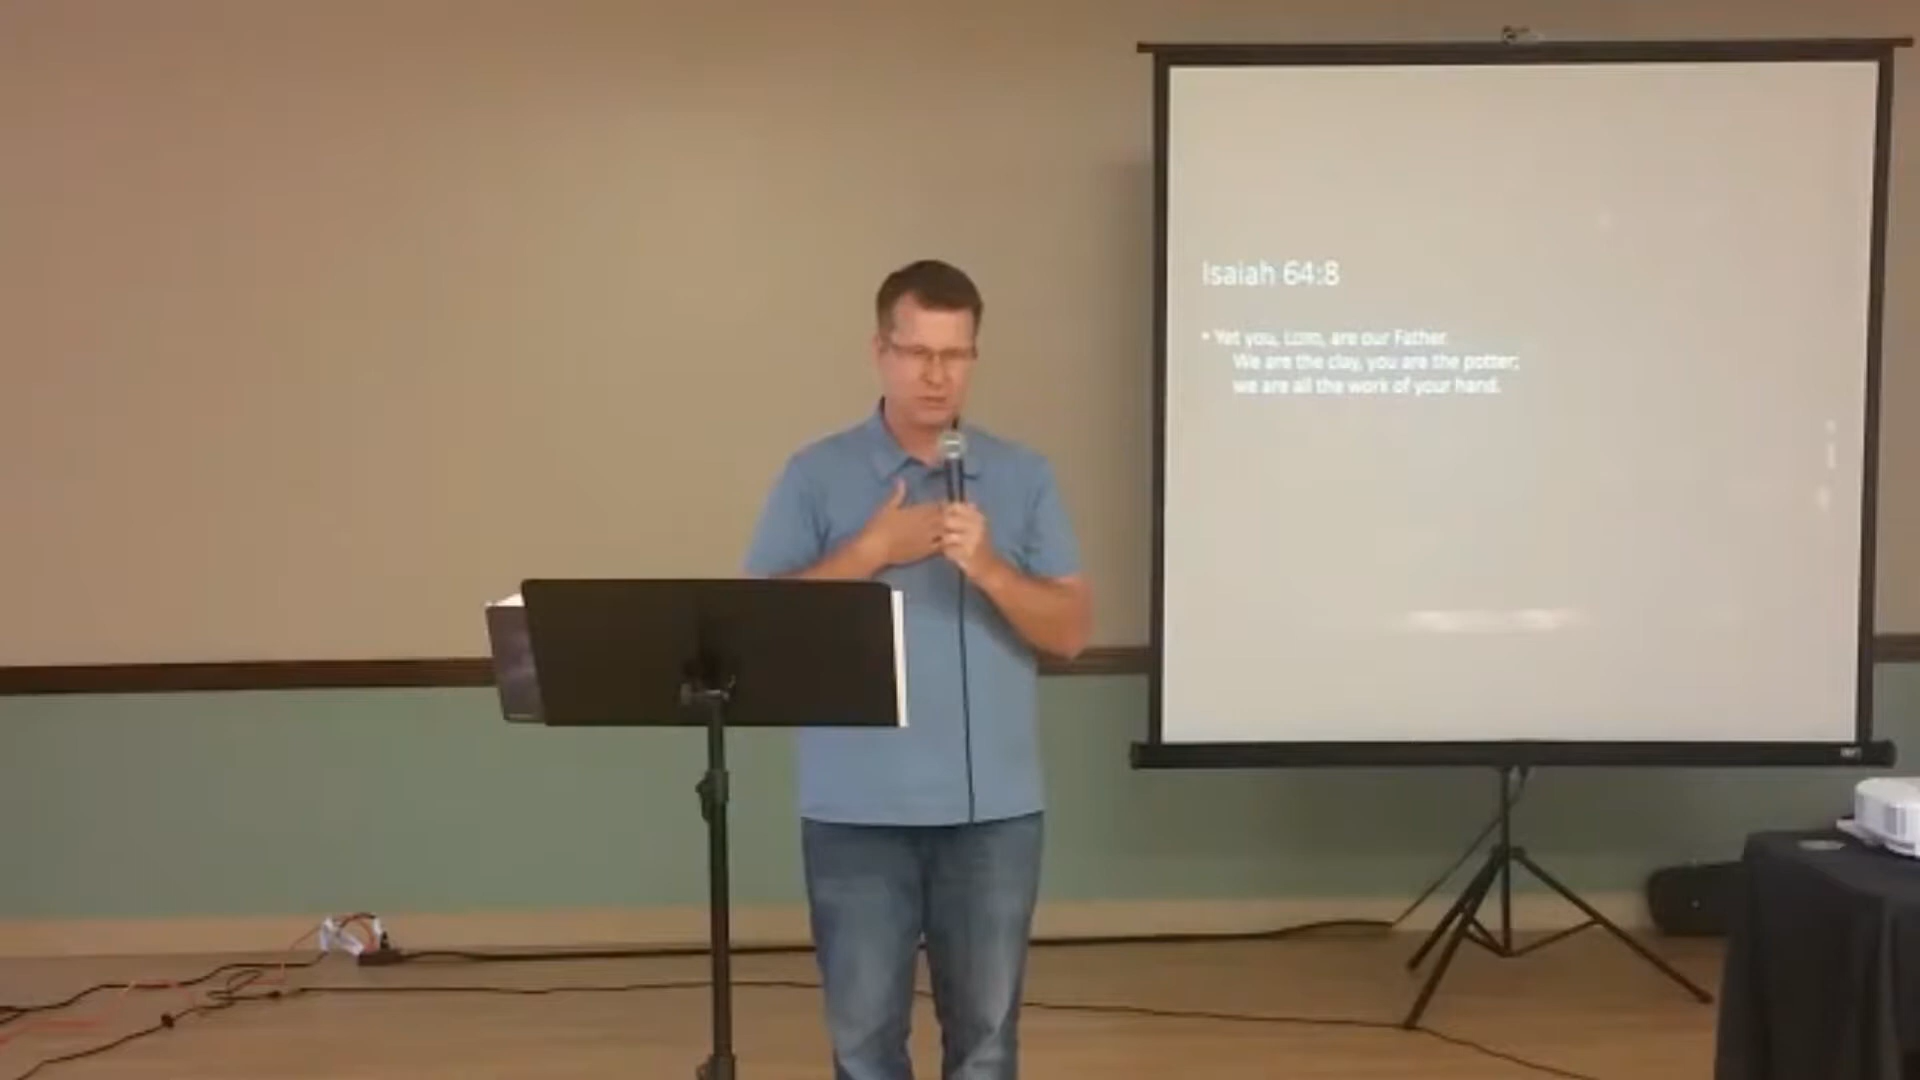 Isaiah 64:8
• Yet you, LORD, are our Father.
We are the clay, you are the potter;
we are all the work of your hand.